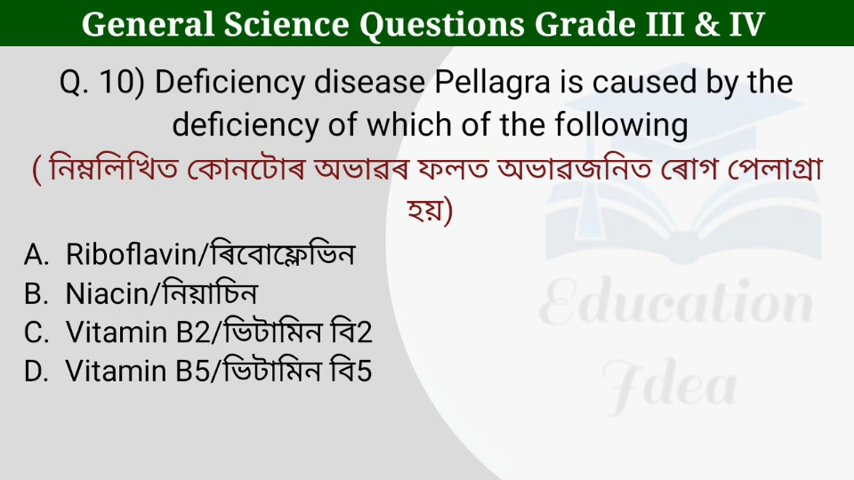 General Science Questions Grade III & IV
Q. 10) Deficiency disease Pellagra is caused by the
deficiency of which of the following
( নিম্নলিখিত কোনটোৰ অভাৱৰ ফলত অভাৱজনিত ৰোগ পেলাগ্ৰা
হয়)
A. Riboflavin/ৰিবোফ্লেভিন
B. Niacin/নিয়াচিন
C. Vitamin B2/ভিটামিন বি2
D. Vitamin B5/ভিটামিন বি5
Education
Idea